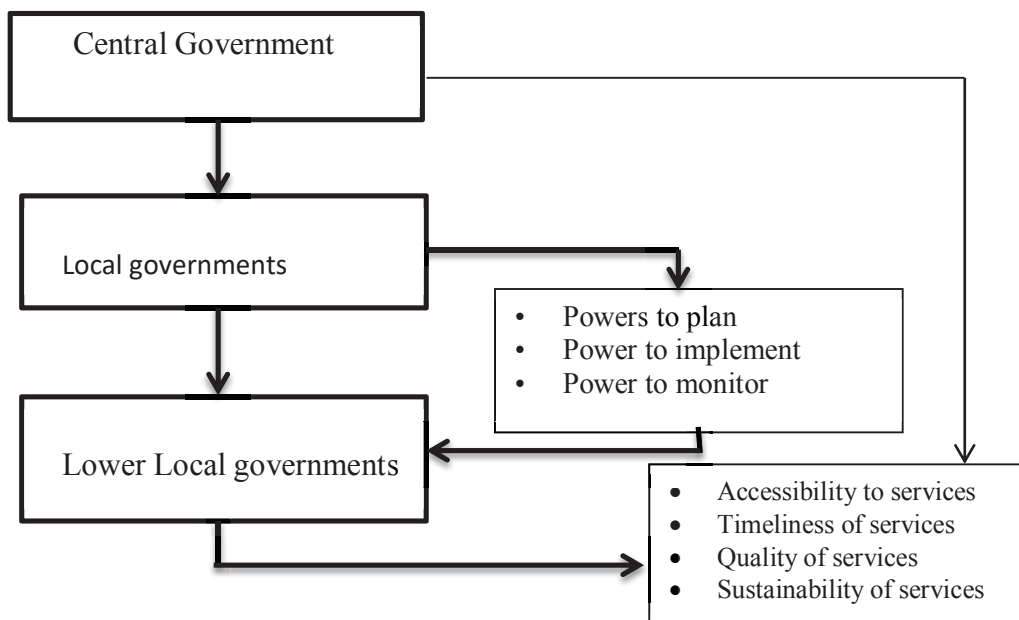 Central Government
Local governments
• Powers to plan
• Power to implement
• Power to monitor
Lower Local governments
• Accessibility to services
• Timeliness of services
• Quality of services
• Sustainability of services